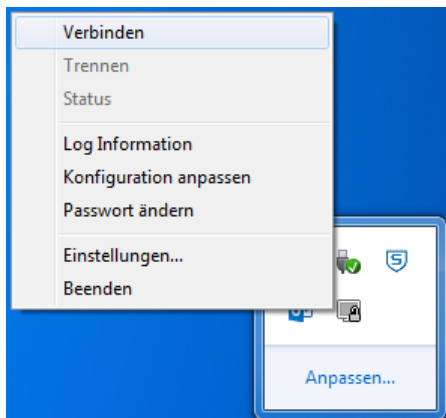 Verbinden
Trennen
Status
Log Information
Konfiguration anpassen
Passwort ändern
Einstellungen...
Beenden
Anpassen...